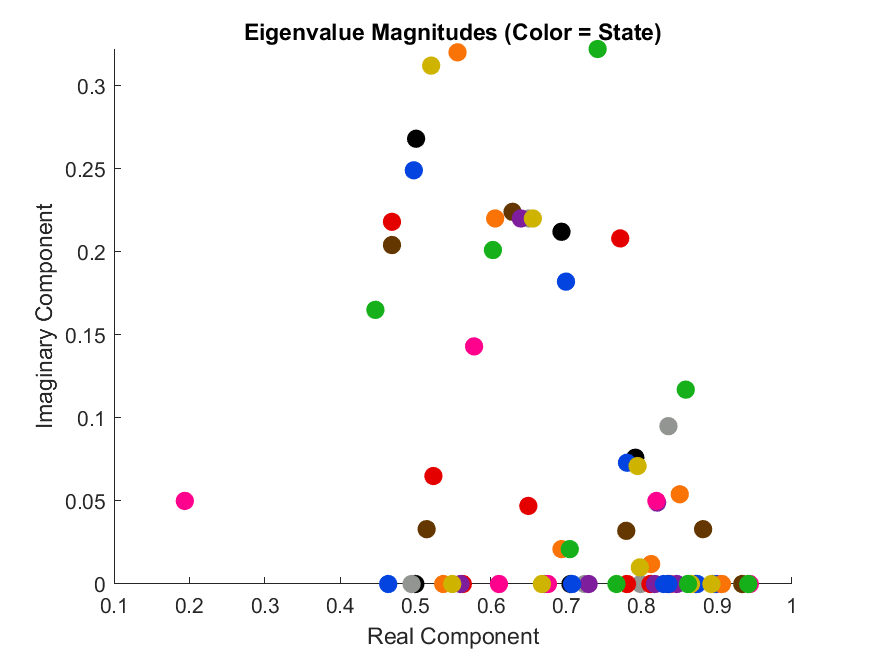 Eigenvalue Magnitudes (Color = State)
Imaginary Component
0.3
0.25
0.2
0.15
0.1
0.05
0
0.1 0.2 0.3 0.4 0.5 0.6 0.7 0.8 0.9 1
Real Component